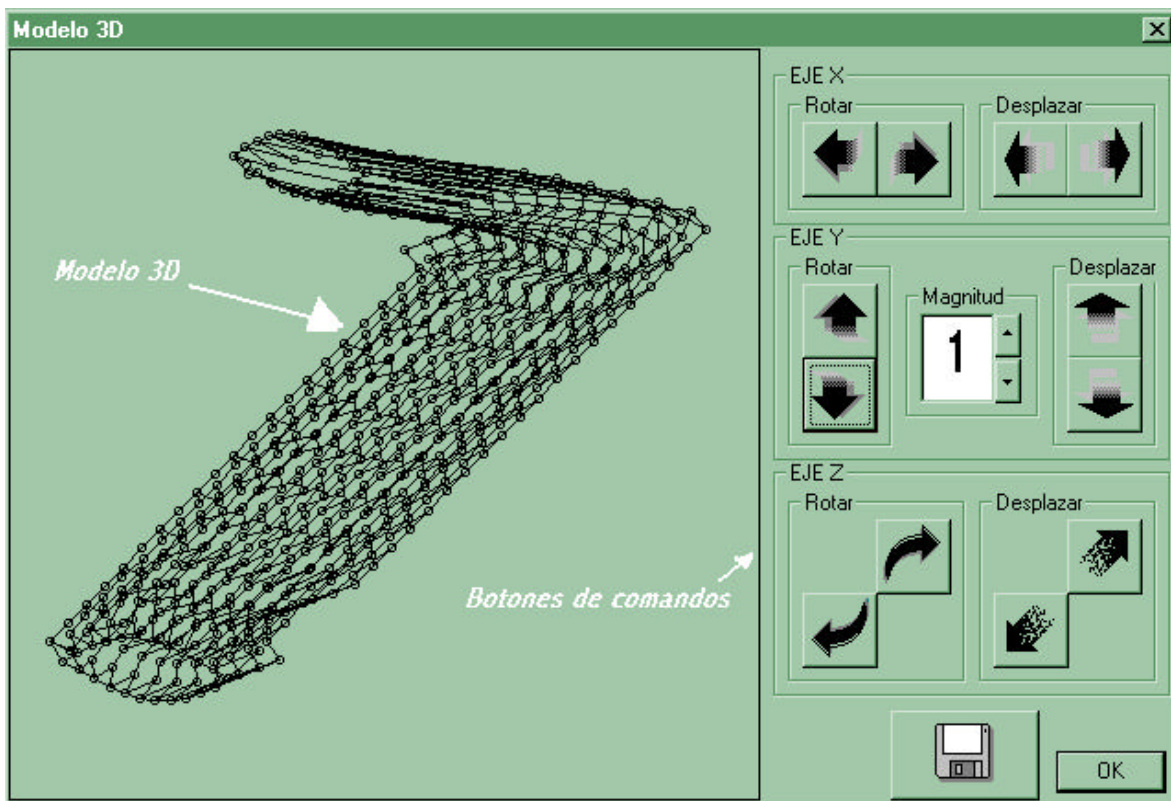 Modelo 3D
Modelo 3D
Botones de comandos
EJE X
Rotar
Desplazar
EJE Y
Rotar
Magnitud
1
Desplazar
EJE Z
Rotar
Desplazar
OK